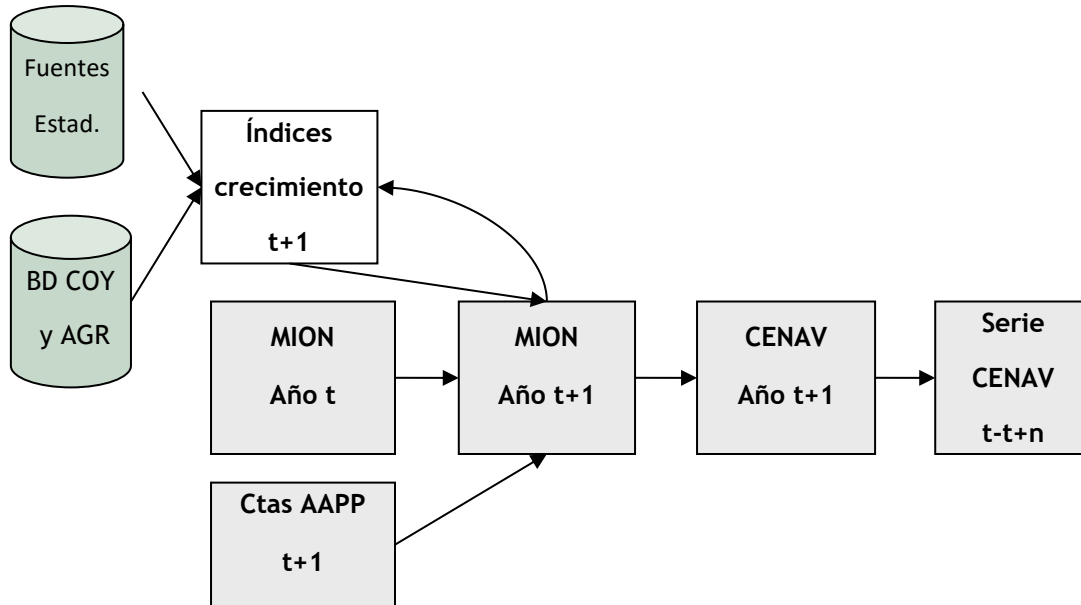 Fuentes
Estad.
Índices
crecimiento
t+1
BD COY
y AGR
MION
Año t
MION
Año t+1
CENAV
Año t+1
Serie
CENAV
t-t+n
Ctas AAPP
t+1